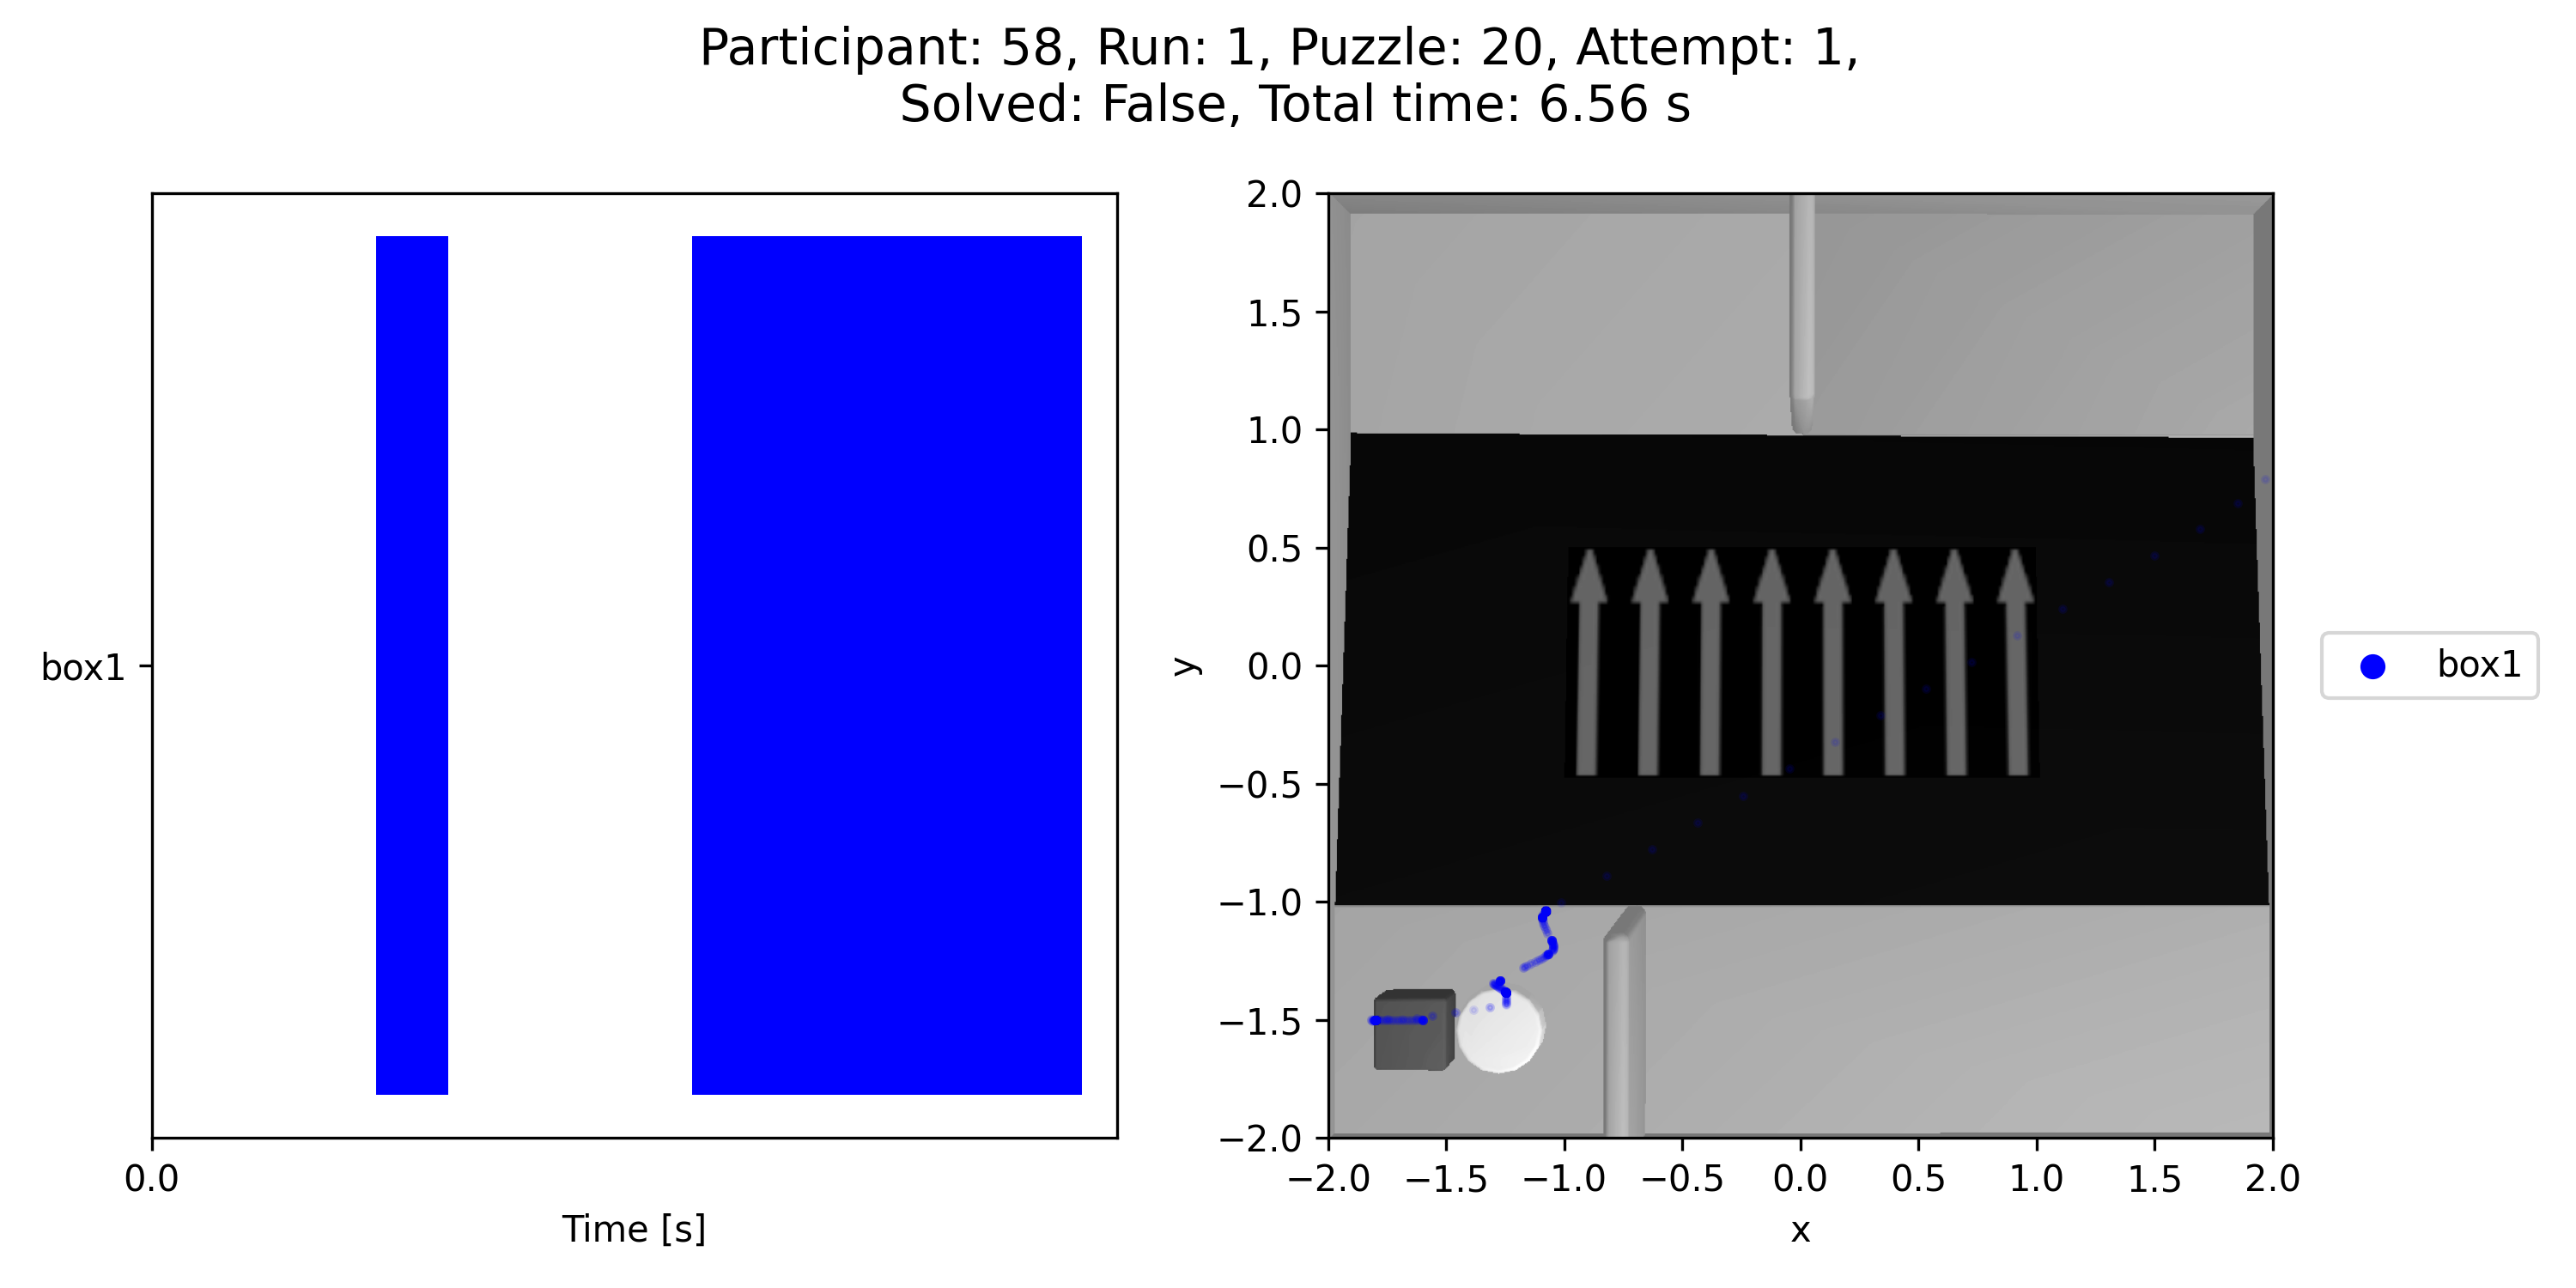 Participant: 58, Run: 1, Puzzle: 20, Attempt: 1,
Solved: False, Total time: 6.56 s
box1
0.0
Time [s]
2.0
1.5
1.0
0.5
0.0
−0.5
−1.0
−1.5
−2.0
y
−2.0 −1.5 −1.0 −0.5 0.0 0.5 1.0 1.5 2.0
x
box1